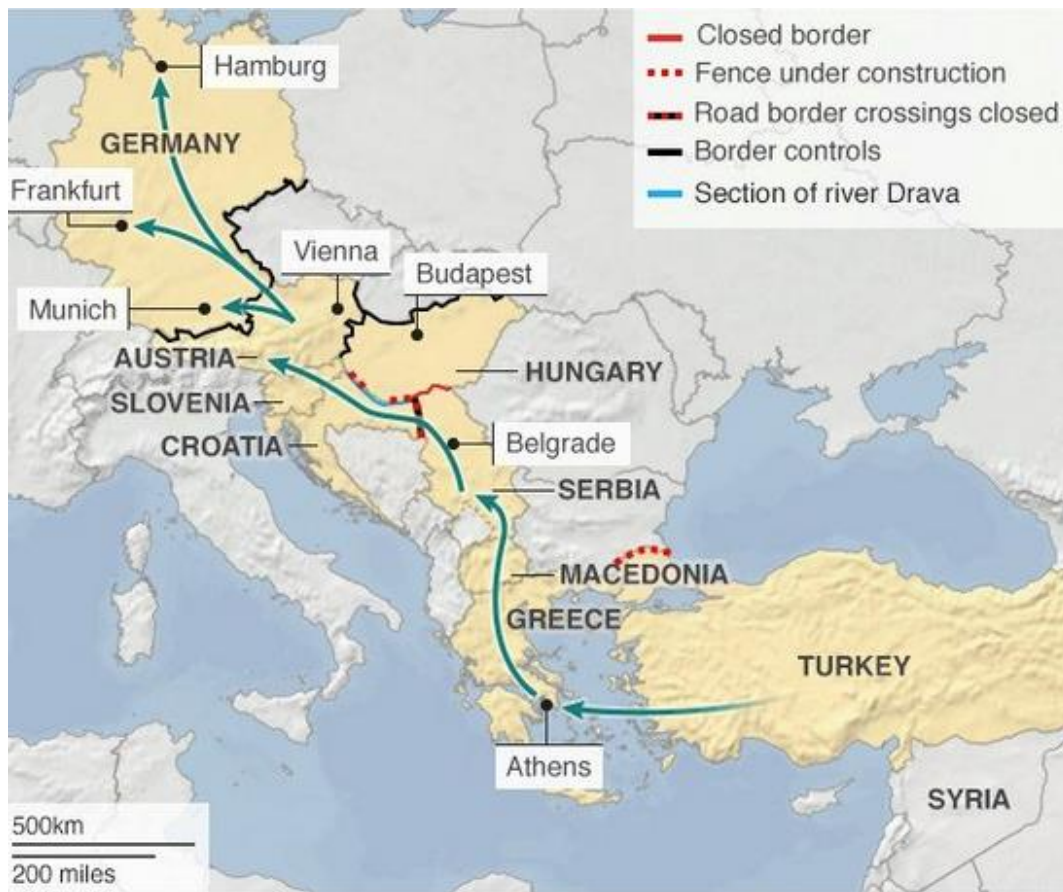 Closed border
Fence under construction
Road border crossings closed
Border controls
Section of river Drava
Hamburg
GERMANY
Frankfurt
Vienna
Budapest
Munich
AUSTRIA
HUNGARY
SLOVENIA
CROATIA
Belgrade
SERBIA
MACEDONIA
GREECE
TURKEY
Athens
SYRIA
500km
200 miles